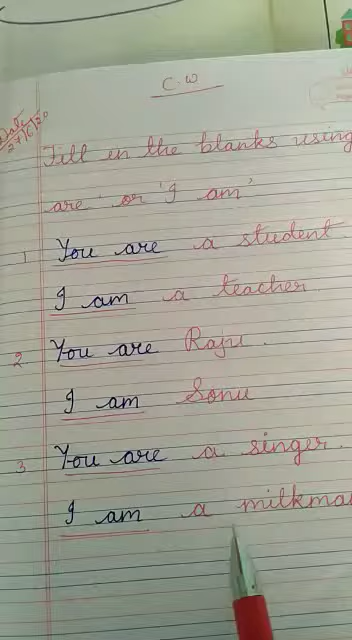 C.W
Date
27/6/20
Fill in the blanks using
are' or 'I am'
1 You are a student
I am a teacher
2 You are Raju.
I am Sonu
3 You are a singer.
I am a